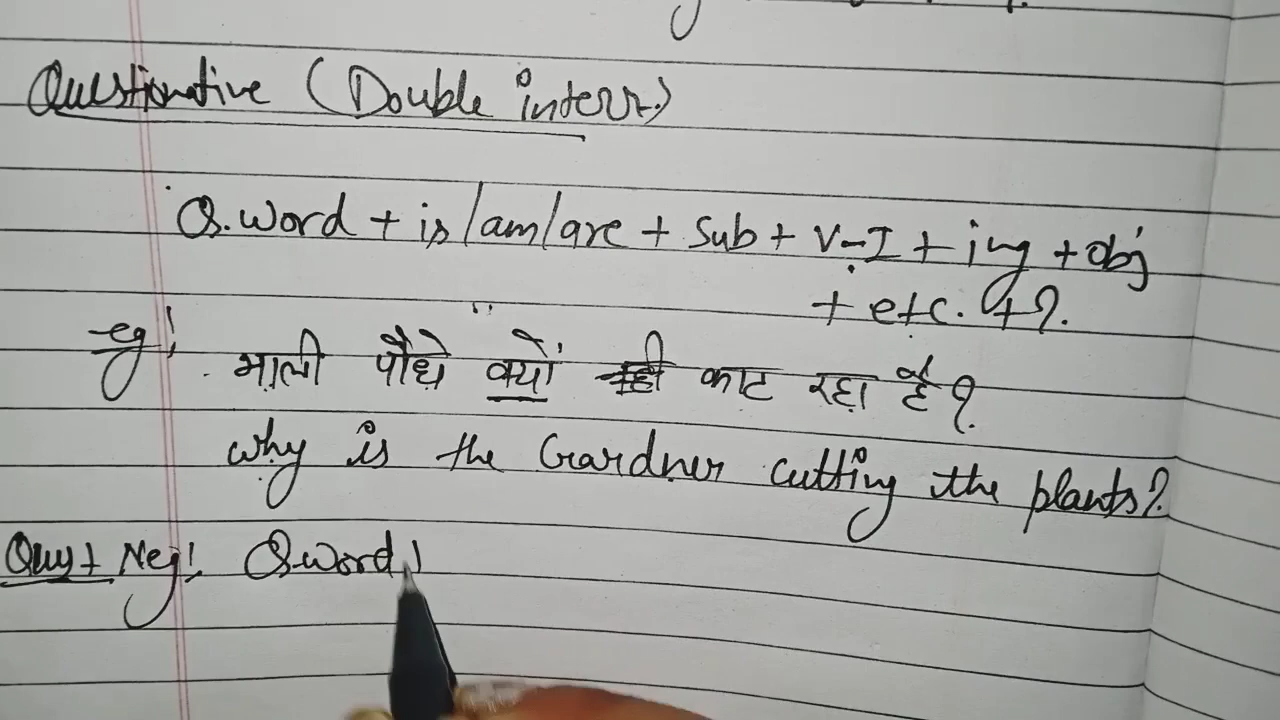 Questionative (Double interr.)
Q.word + is/am/are + Sub + V-I + ing + obj
+ etc. + ?.
eg! माली पौधे क्यों काट रहा है?
why is the Gardner cutting the plants?
Ques + Neg! Q.word